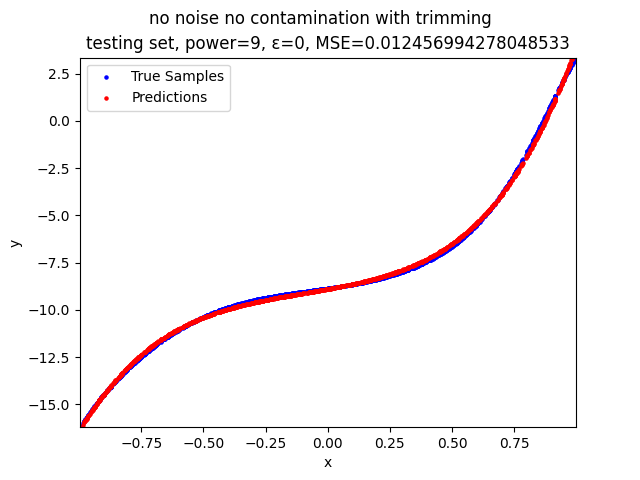 no noise no contamination with trimming
testing set, power=9, ε=0, MSE=0.012456994278048533
True Samples
Predictions
2.5
0.0
−2.5
−5.0
−7.5
−10.0
−12.5
−15.0
y
−0.75
−0.50
−0.25
0.00
0.25
0.50
0.75
x